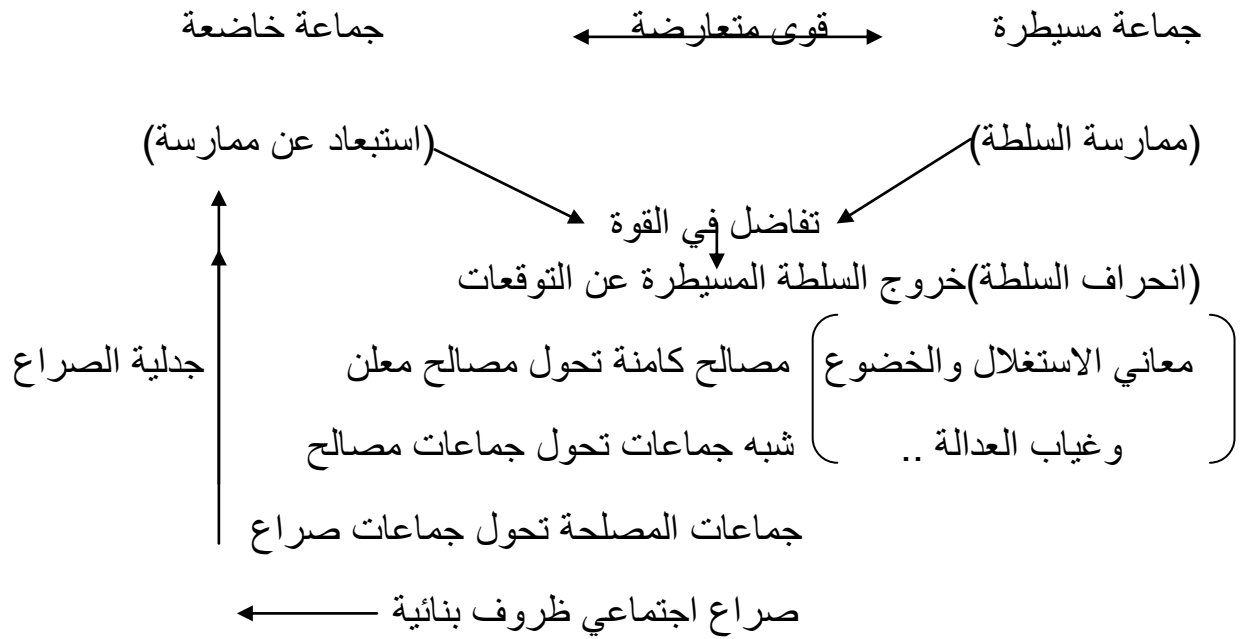 جماعة مسيطرة قوى متعارضة جماعة خاضعة
(ممارسة السلطة) (استبعاد عن ممارسة)
تفاضل في القوة
(انحراف السلطة)خروج السلطة المسيطرة عن التوقعات
معاني الاستغلال والخضوع مصالح كامنة تحول مصالح معلن جدلية الصراع
وغياب العدالة .. شبه جماعات تحول جماعات مصالح
جماعات المصلحة تحول جماعات صراع
صراع اجتماعي ظروف بنائية